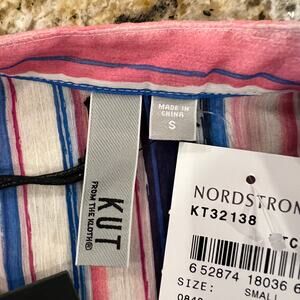 MADE IN
CHINA
S
KUT
FROM THE KLOTH®
NORDSTROM
KT32138
6 52874 18036 6
SIZE:
SMALL